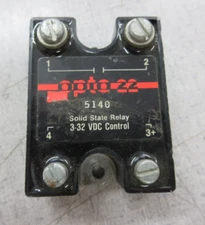 1 2
opto 22
5140
Solid State Relay
3-32 VDC Control
4 3+